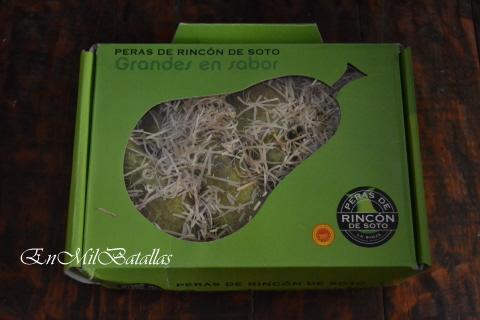 PERAS DE RINCÓN DE SOTO
Grandes en sabor
PERAS DE
RINCÓN
DE SOTO
LA RIOJA
EnMilBatallas
PERAS DE RINCÓN DE SOTO